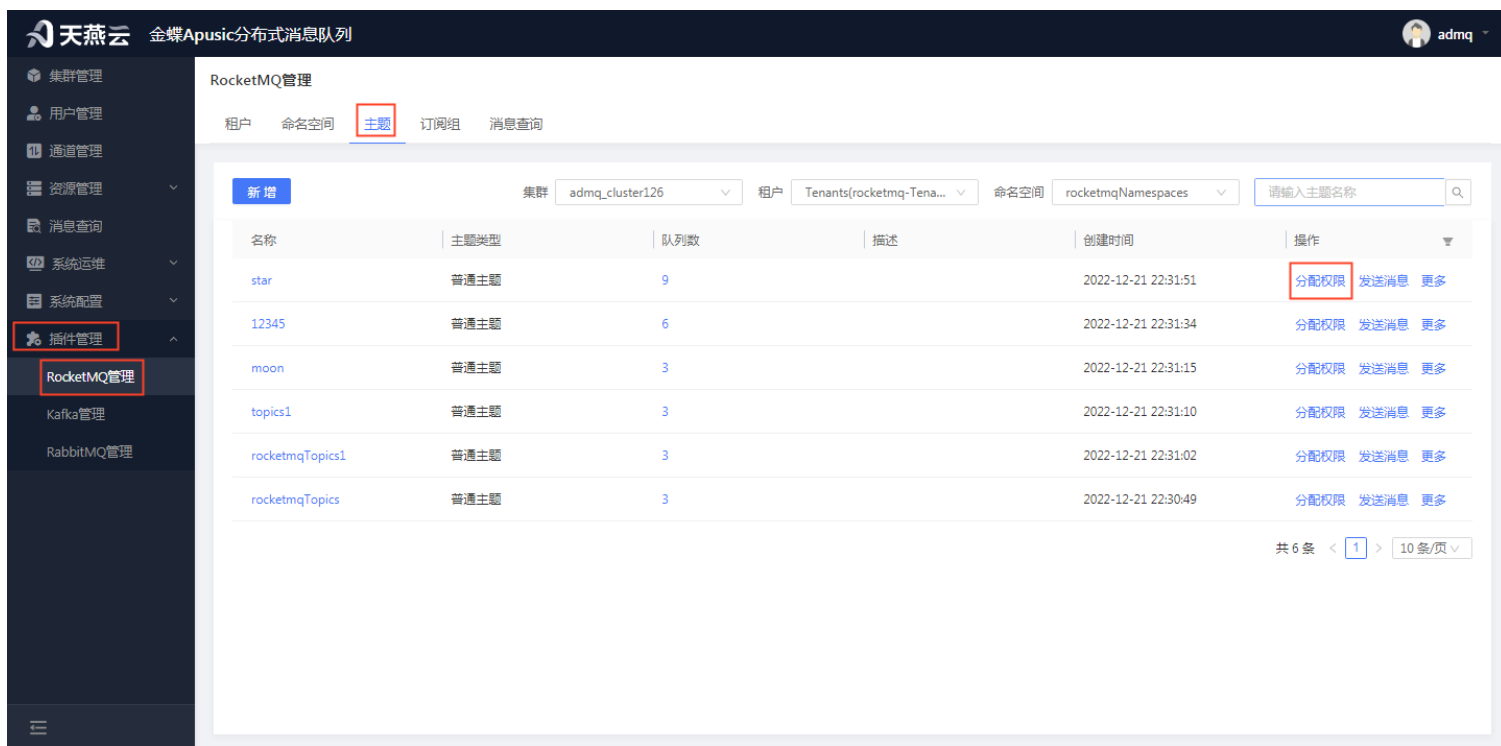 天燕云 金蝶Apusic分布式消息队列 admq
集群管理
用户管理
通道管理
资源管理
消息查询
系统运维
系统配置
插件管理
RocketMQ管理
Kafka管理
RabbitMQ管理
RocketMQ管理
租户 命名空间 主题 订阅组 消息查询
新增 集群 admq_cluster126 租户 Tenants(rocketmq-Tena... 命名空间 rocketmqNamespaces 请输入主题名称
名称 主题类型 队列数 描述 创建时间 操作
star 普通主题 9 2022-12-21 22:31:51 分配权限 发送消息 更多
12345 普通主题 6 2022-12-21 22:31:34 分配权限 发送消息 更多
moon 普通主题 3 2022-12-21 22:31:15 分配权限 发送消息 更多
topics1 普通主题 3 2022-12-21 22:31:10 分配权限 发送消息 更多
rocketmqTopics1 普通主题 3 2022-12-21 22:31:02 分配权限 发送消息 更多
rocketmqTopics 普通主题 3 2022-12-21 22:30:49 分配权限 发送消息 更多
共 6 条 < 1 > 10 条/页